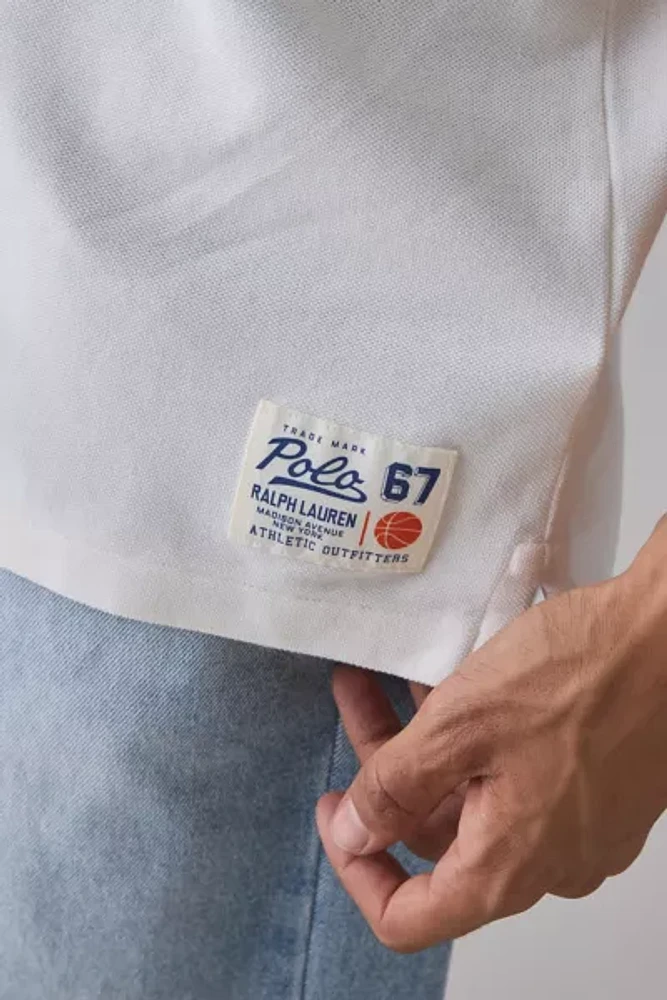 TRADE MARK
Polo 67
RALPH LAUREN
MADISON AVENUE
NEW YORK
ATHLETIC OUTFITTERS